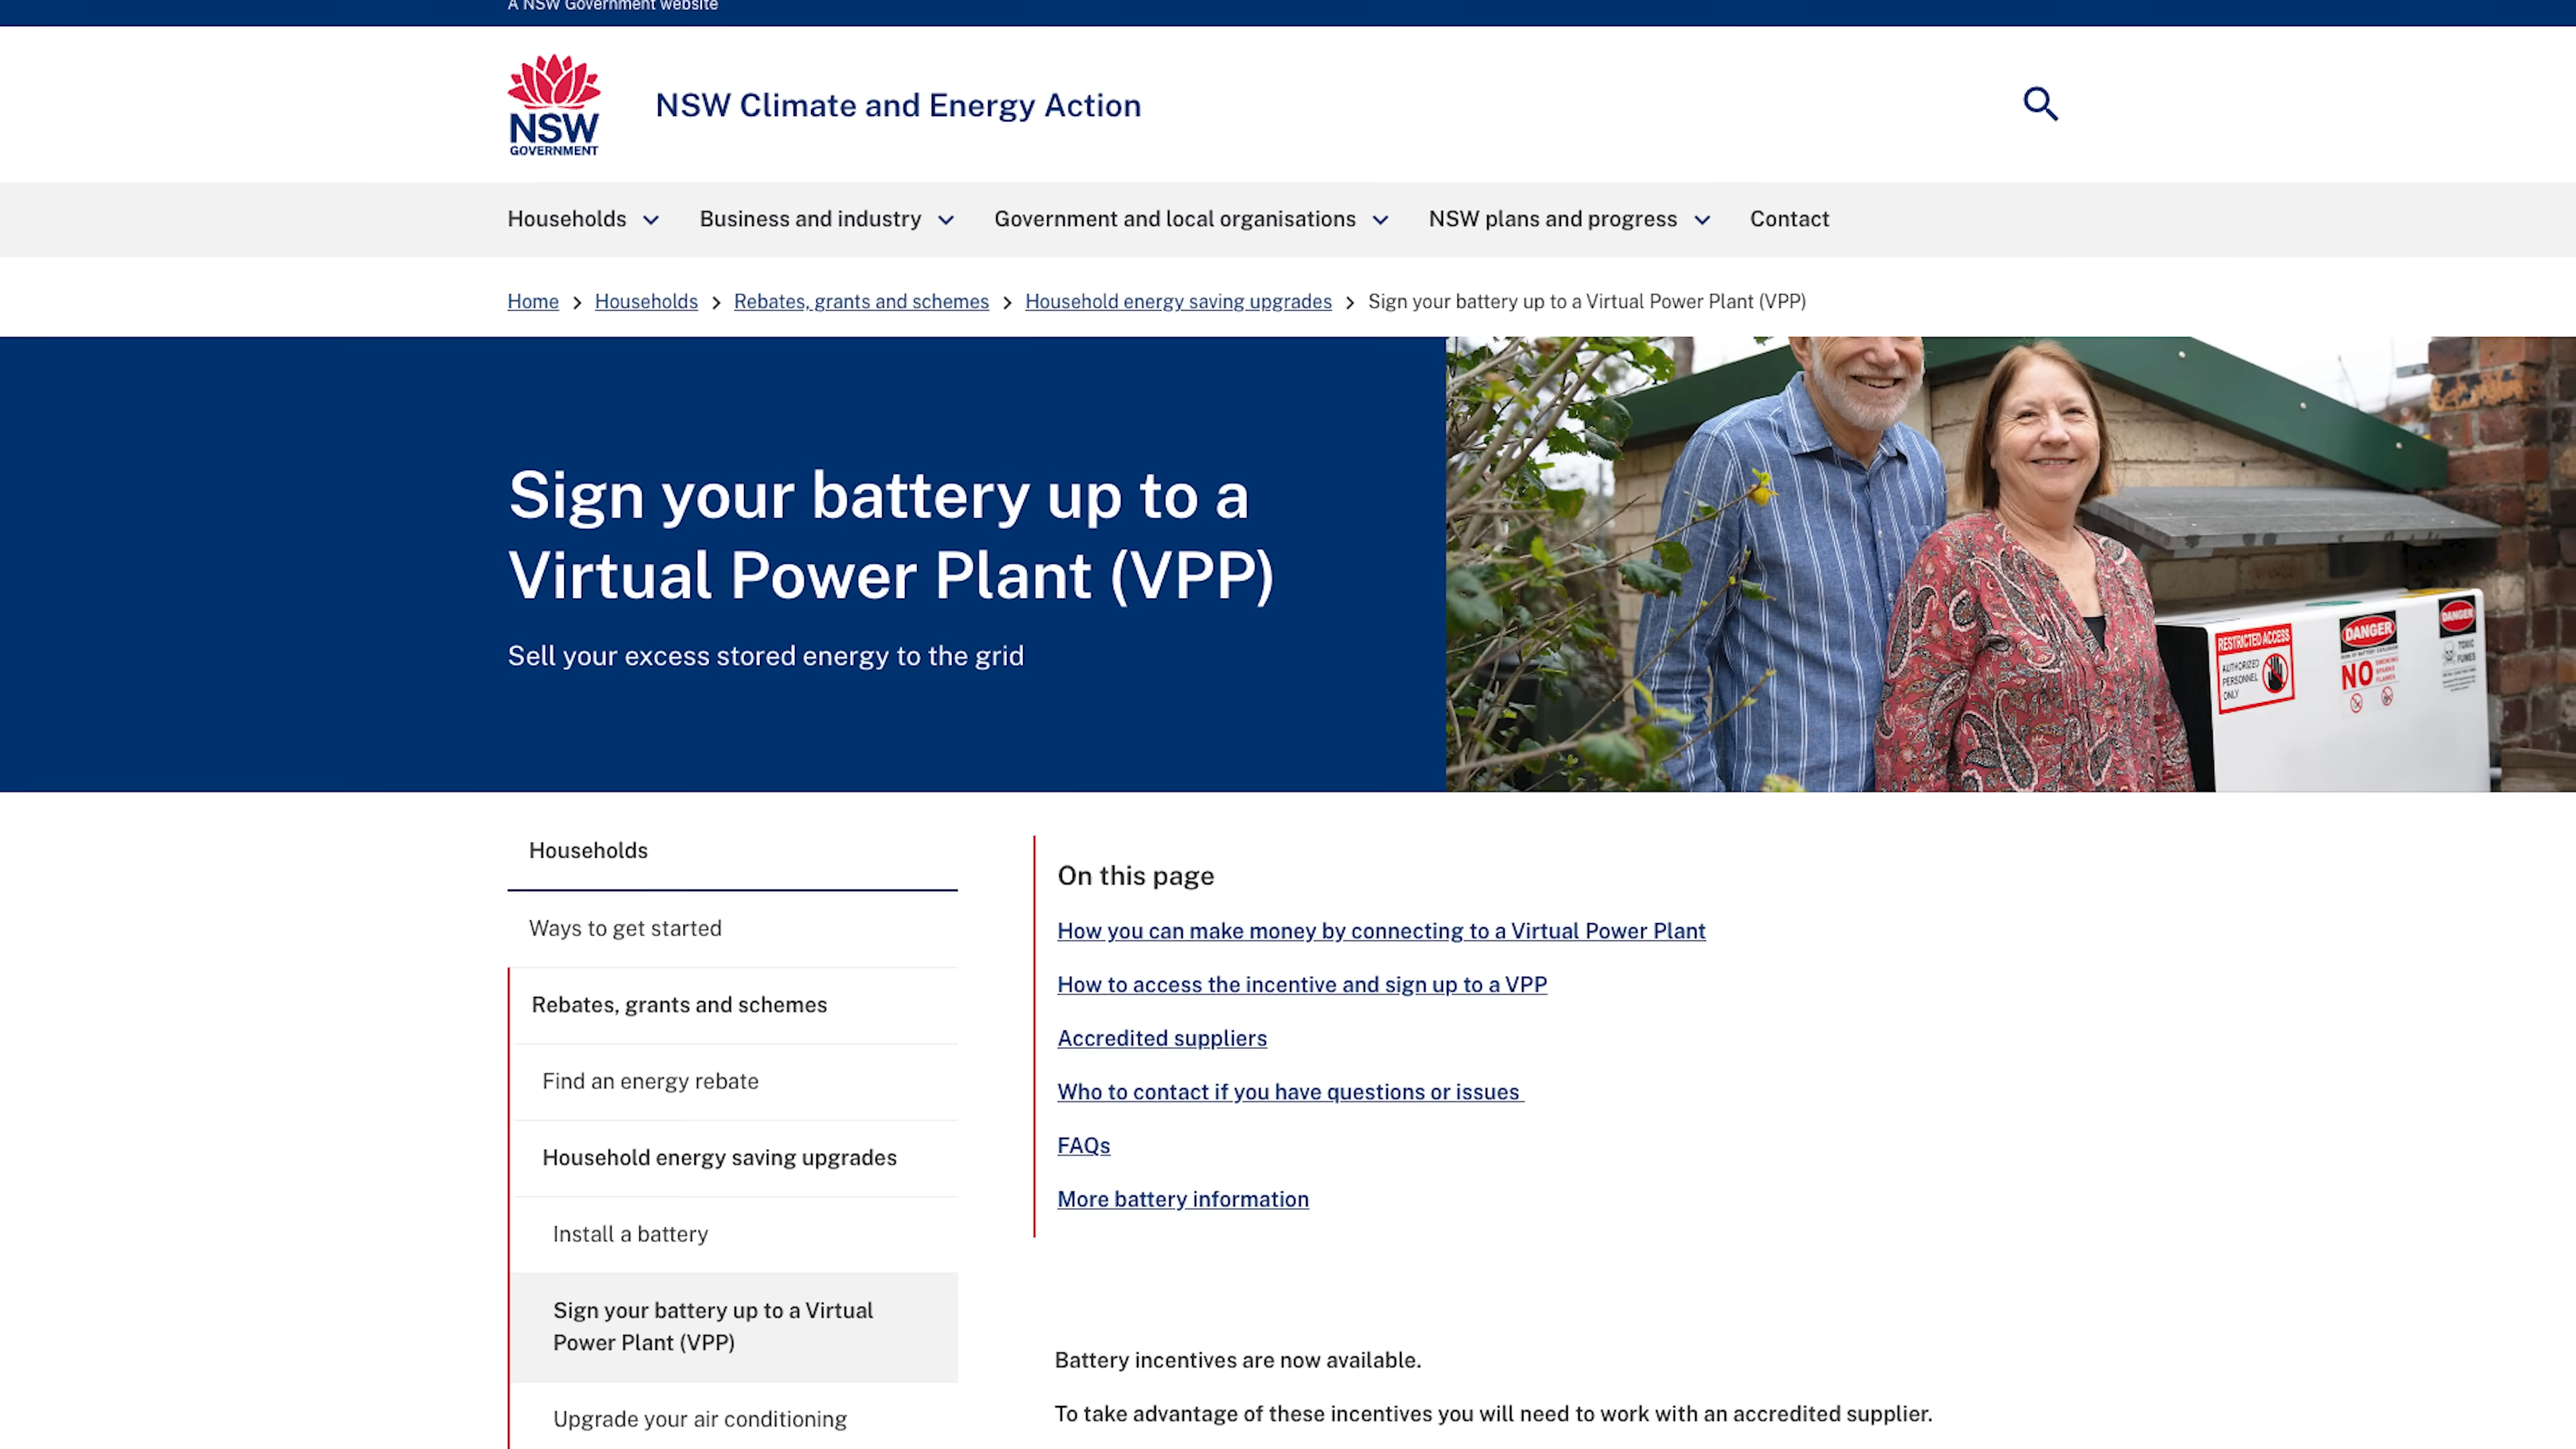 A NSW Government website
NSW
GOVERNMENT
NSW Climate and Energy Action
Households
Business and industry
Government and local organisations
NSW plans and progress
Contact
Home
Households
Rebates, grants and schemes
Household energy saving upgrades
Sign your battery up to a Virtual Power Plant (VPP)
Sign your battery up to a
Virtual Power Plant (VPP)
Sell your excess stored energy to the grid
RESTRICTED ACCESS
AUTHORIZED
PERSONNEL
ONLY
DANGER
NO
SMOKING
SPARKS
FLAMES
DANGER
TOXIC
FUMES
Households
Ways to get started
Rebates, grants and schemes
Find an energy rebate
Household energy saving upgrades
Install a battery
Sign your battery up to a Virtual
Power Plant (VPP)
Upgrade your air conditioning
On this page
How you can make money by connecting to a Virtual Power Plant
How to access the incentive and sign up to a VPP
Accredited suppliers
Who to contact if you have questions or issues
FAQs
More battery information
Battery incentives are now available.
To take advantage of these incentives you will need to work with an accredited supplier.